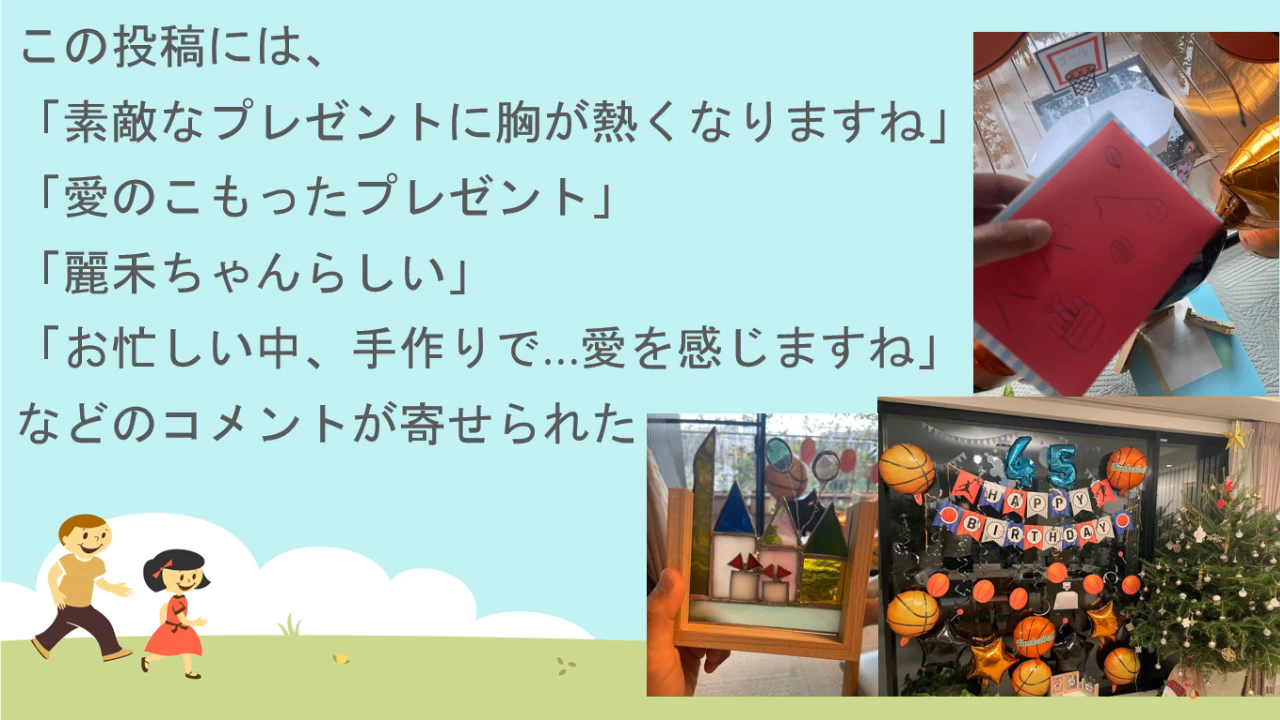 この投稿には、
「素敵なプレゼントに胸が熱くなりますね」
「愛のこもったプレゼント」
「麗禾ちゃんらしい」
「お忙しい中、手作りで…愛を感じますね」
などのコメントが寄せられた
45
HAPPY
BIRTHDAY